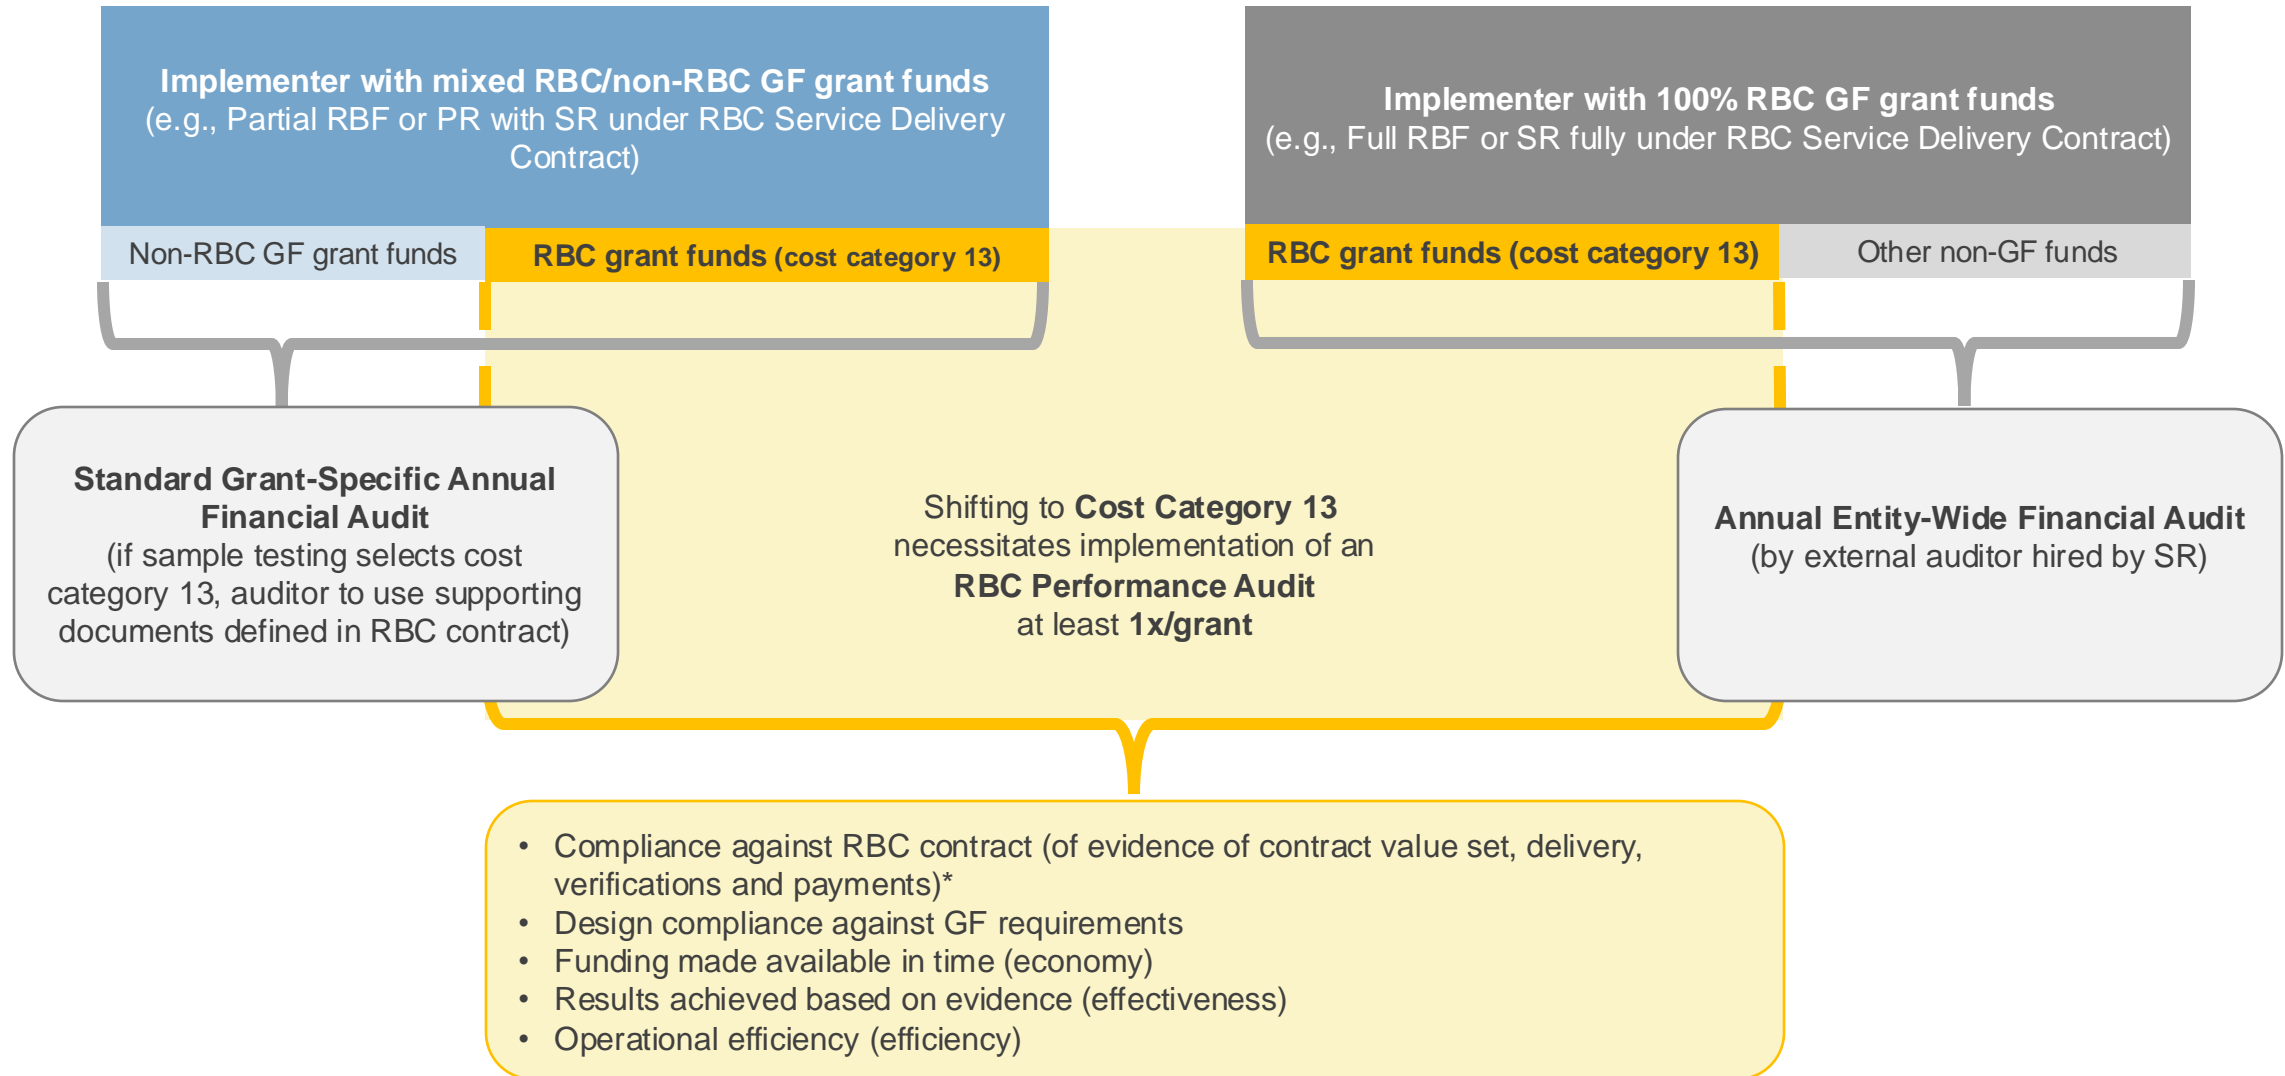 Implementer with mixed RBC/non-RBC GF grant funds
(e.g., Partial RBF or PR with SR under RBC Service Delivery
Contract)
Implementer with 100% RBC GF grant funds
(e.g., Full RBF or SR fully under RBC Service Delivery Contract)
Non-RBC GF grant funds
RBC grant funds (cost category 13)
RBC grant funds (cost category 13)
Other non-GF funds
Standard Grant-Specific Annual
Financial Audit
(if sample testing selects cost
category 13, auditor to use supporting
documents defined in RBC contract)
Shifting to Cost Category 13
necessitates implementation of an
RBC Performance Audit
at least 1x/grant
Annual Entity-Wide Financial Audit
(by external auditor hired by SR)
• Compliance against RBC contract (of evidence of contract value set, delivery,
verifications and payments)*
• Design compliance against GF requirements
• Funding made available in time (economy)
• Results achieved based on evidence (effectiveness)
• Operational efficiency (efficiency)